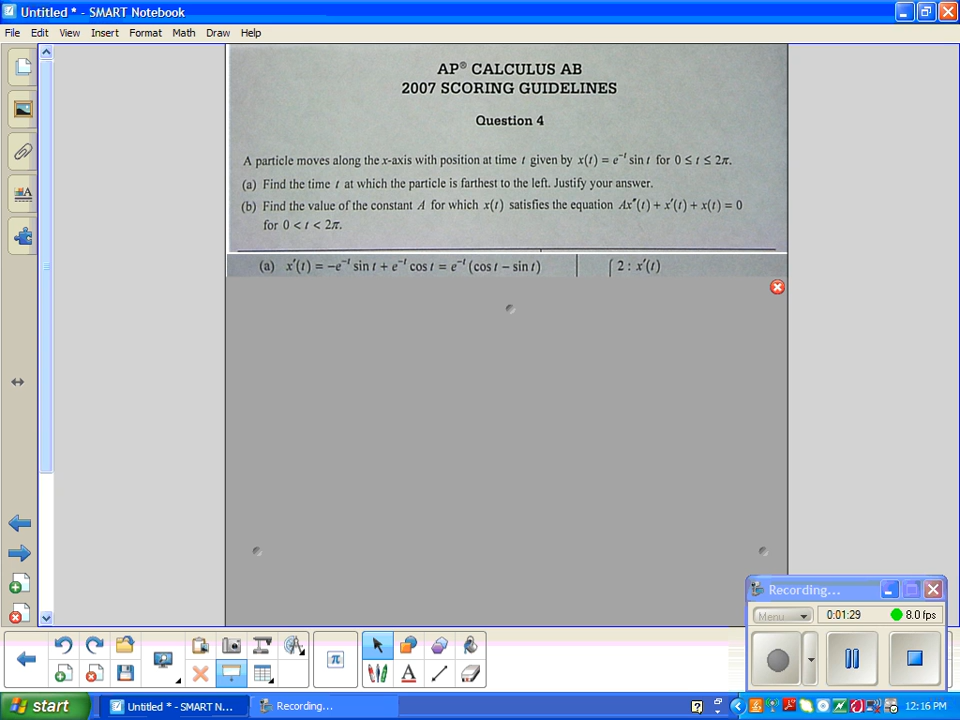 Untitled * - SMART Notebook
File Edit View Insert Format Math Draw Help
AP® CALCULUS AB
2007 SCORING GUIDELINES
Question 4
A particle moves along the x-axis with position at time t given by x(t) = e⁻ᵗ sin t for 0 ≤ t ≤ 2π.
(a) Find the time t at which the particle is farthest to the left. Justify your answer.
(b) Find the value of the constant A for which x(t) satisfies the equation Ax″(t) + x′(t) + x(t) = 0
for 0 < t < 2π.
(a) x′(t) = −e⁻ᵗ sin t + e⁻ᵗ cos t = e⁻ᵗ (cos t − sin t)
2 : x′(t)
Recording...
Menu
0:01:29
8.0 fps
π
A
start
Untitled * - SMART N...
Recording...
12:16 PM